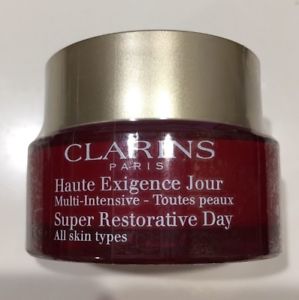 CLARINS
PARIS
Haute Exigence Jour
Multi-Intensive - Toutes peaux
Super Restorative Day
All skin types